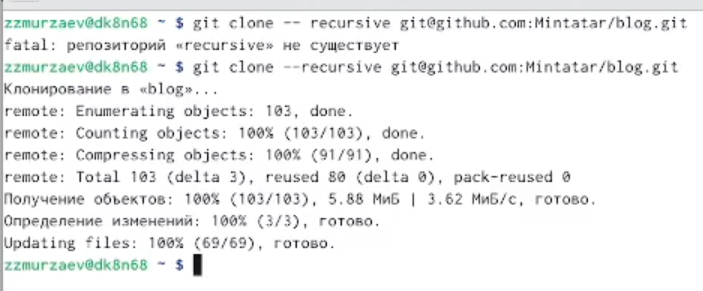 zzmurzaev@dk8n68 ~ $ git clone -- recursive git@github.com:Mintatar/blog.git
fatal: репозиторий «recursive» не существует
zzmurzaev@dk8n68 ~ $ git clone --recursive git@github.com:Mintatar/blog.git
Клонирование в «blog»...
remote: Enumerating objects: 103, done.
remote: Counting objects: 100% (103/103), done.
remote: Compressing objects: 100% (91/91), done.
remote: Total 103 (delta 3), reused 80 (delta 0), pack-reused 0
Получение объектов: 100% (103/103), 5.88 МиБ | 3.62 МиБ/с, готово.
Определение изменений: 100% (3/3), готово.
Updating files: 100% (69/69), готово.
zzmurzaev@dk8n68 ~ $